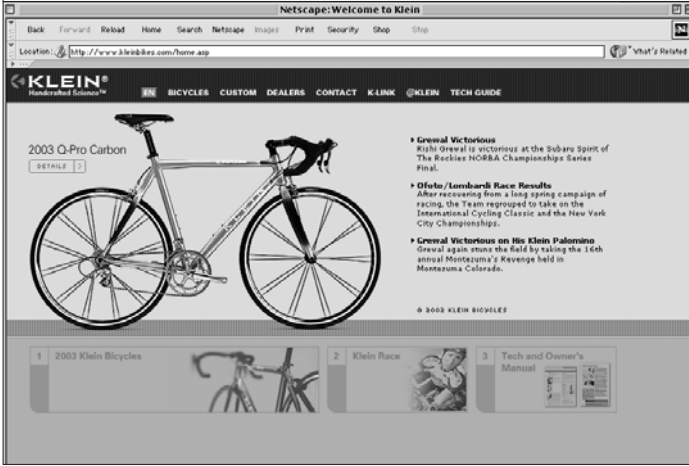 Netscape: Welcome to Klein
Back Forward Reload Home Search Netscape Images Print Security Shop Stop
Location: http://www.kleinbikes.com/home.asp What's Related
KLEIN®
Handcrafted Science™
EN BICYCLES CUSTOM DEALERS CONTACT K-LINK @KLEIN TECH GUIDE
2003 Q-Pro Carbon
DETAILS
Grewal Victorious
Rishi Grewal is victorious at the Subaru Spirit of
The Rockies NORBA Championships Series
Final.
Ofoto/Lombardi Race Results
After recovering from a long spring campaign of
racing, the Team regrouped to take on the
International Cycling Classic and the New York
City Championships.
Grewal Victorious on His Klein Palomino
Grewal again stuns the field by taking the 16th
annual Montezuma's Revenge held in
Montezuma Colorado.
© 2002 KLEIN BICYCLES
1 2003 Klein Bicycles
2 Klein Race
3 Tech and Owner's
Manual